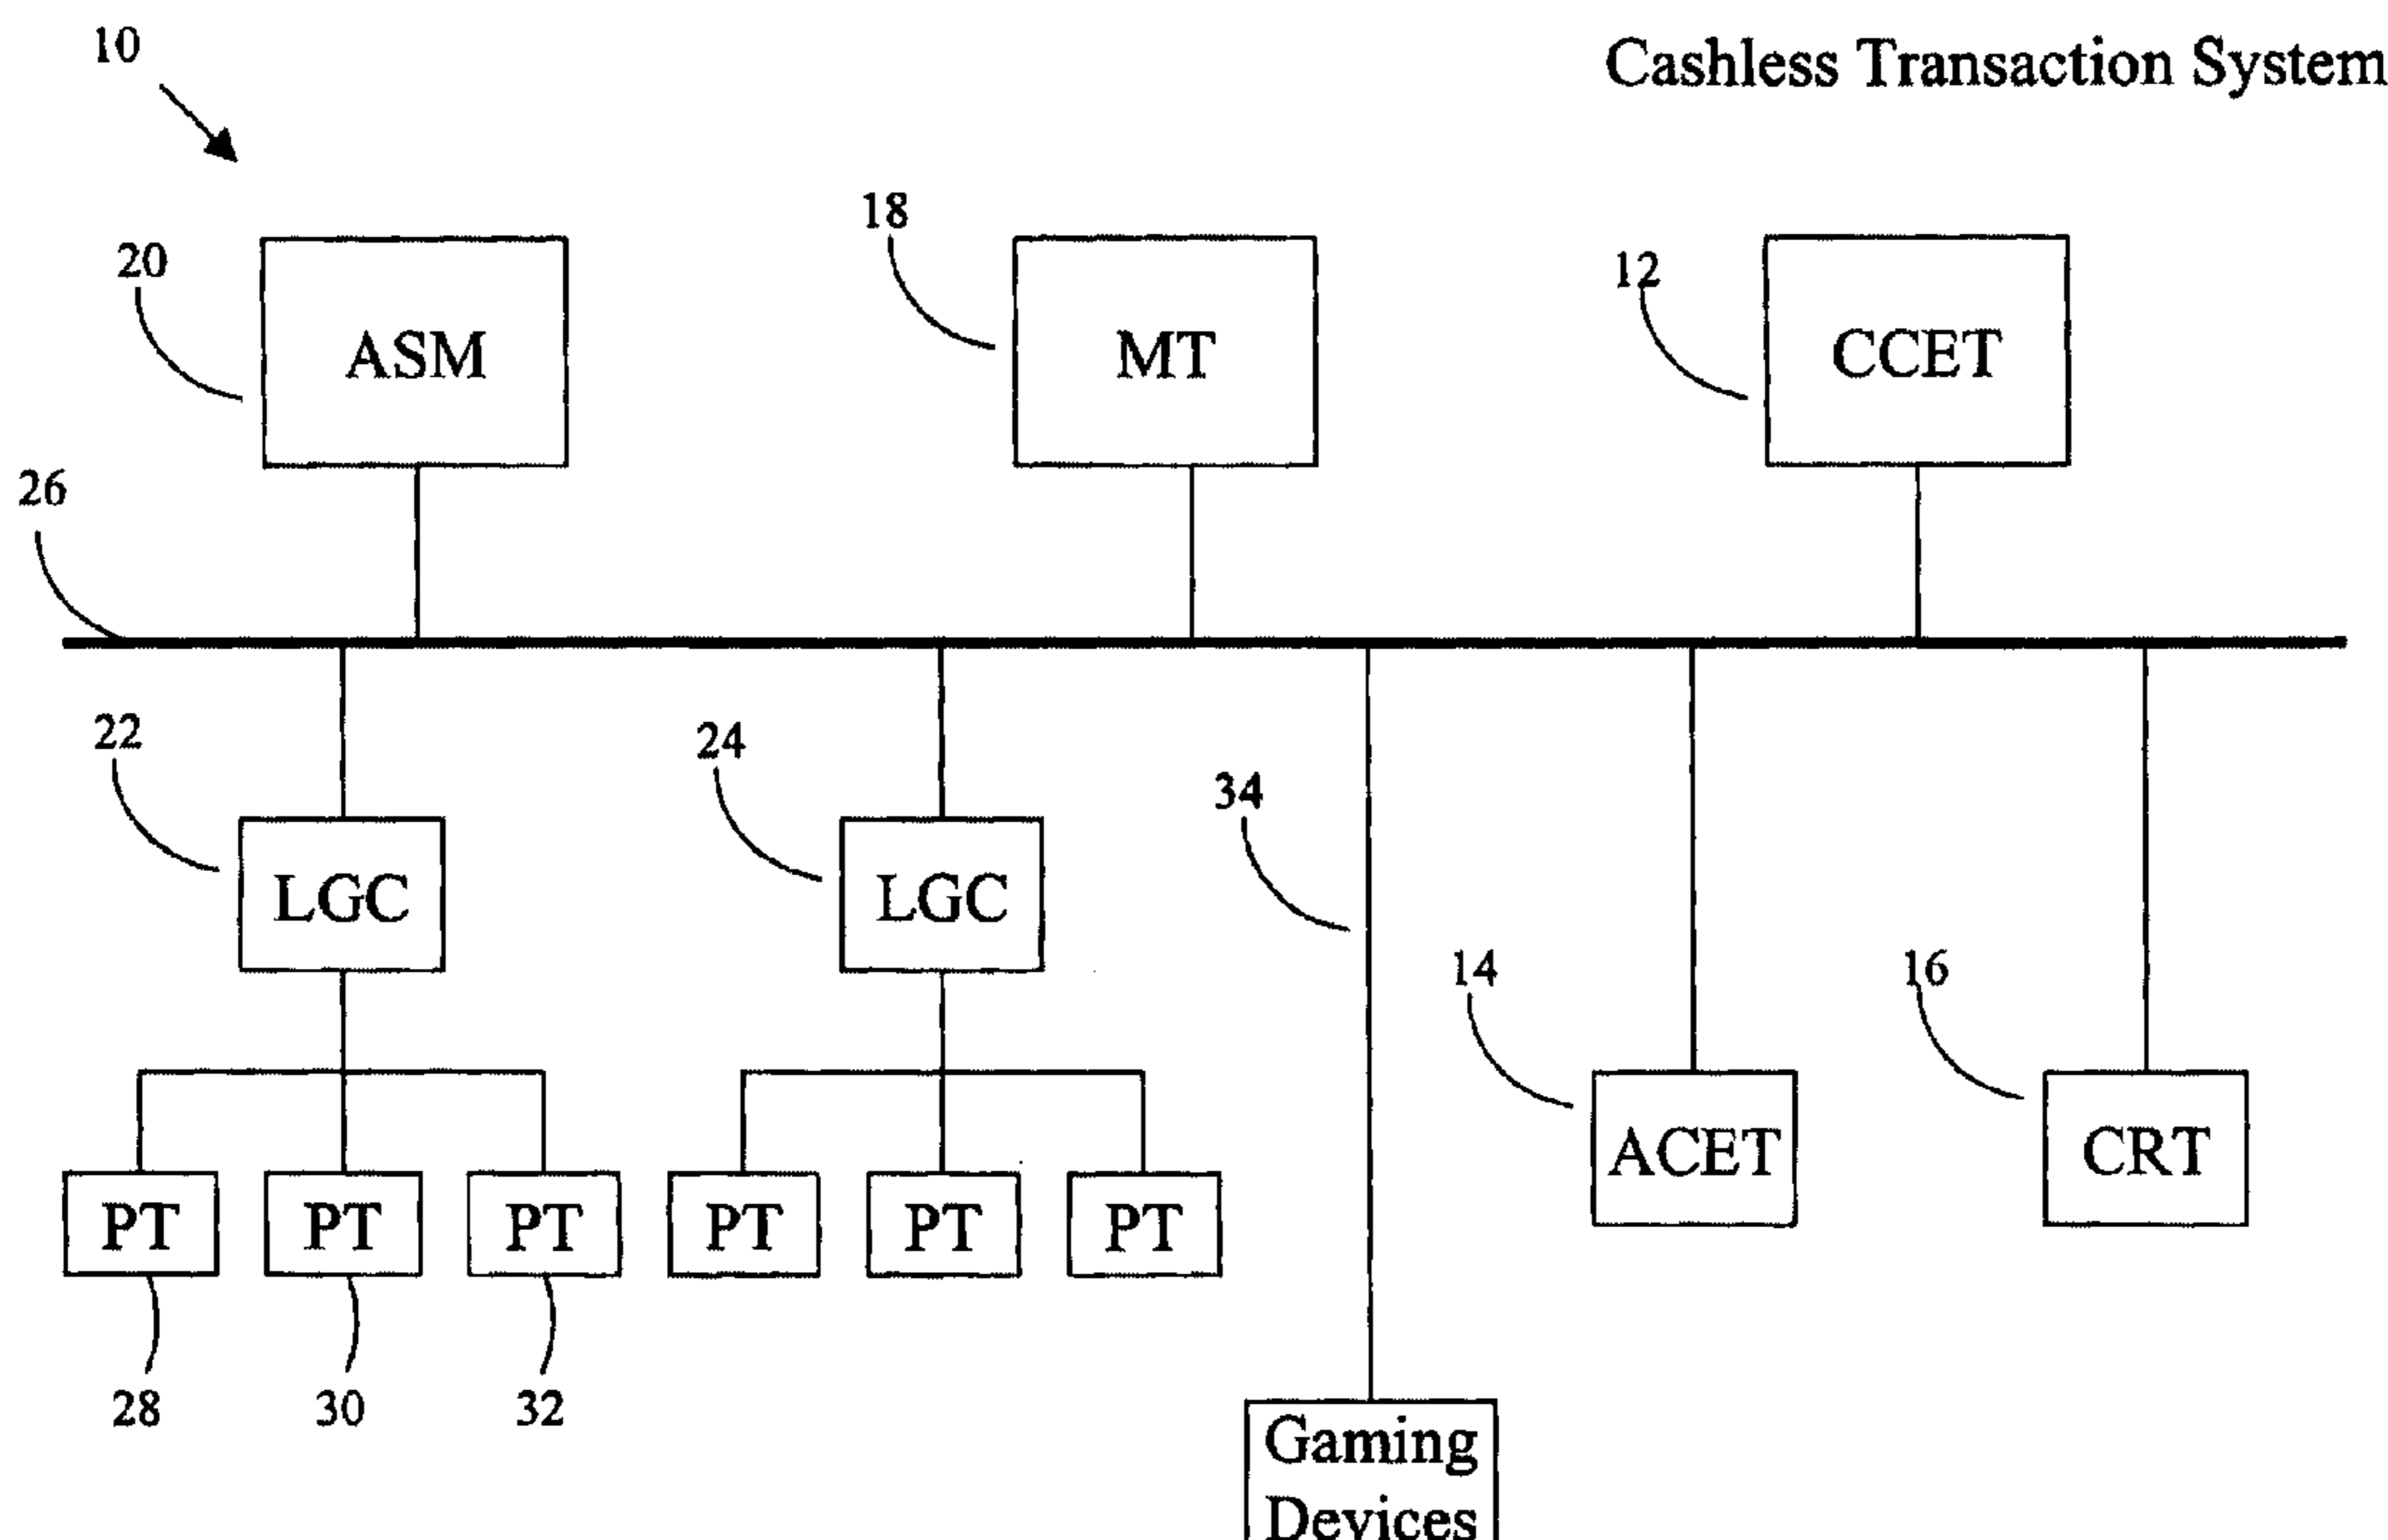 10
Cashless Transaction System
18
20
12
ASM
MT
CCET
26
22
24
34
LGC
LGC
14
16
ACET
CRT
PT
PT
PT
PT
PT
PT
28
30
32
Gaming
Devices